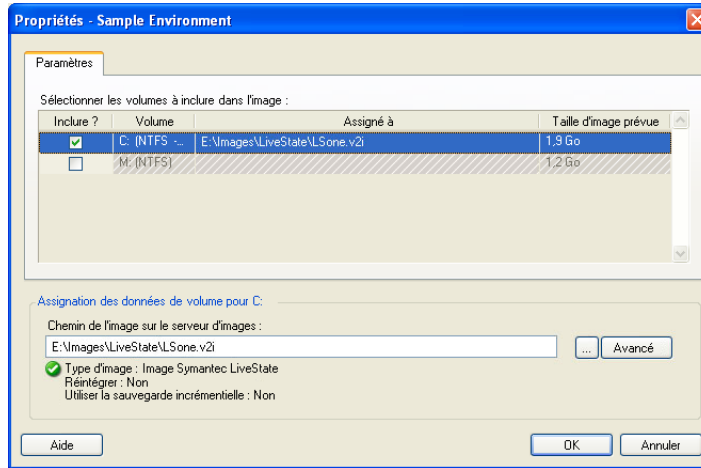 Propriétés - Sample Environment
Paramètres
Sélectionner les volumes à inclure dans l'image :
Inclure ? Volume Assigné à Taille d'image prévue
C: (NTFS -... E:\Images\LiveState\LSone.v2i 1,9 Go
M: (NTFS) 1,2 Go
Assignation des données de volume pour C:
Chemin de l'image sur le serveur d'images :
E:\Images\LiveState\LSone.v2i ... Avancé
Type d'image : Image Symantec LiveState
Réintégrer : Non
Utiliser la sauvegarde incrémentielle : Non
Aide OK Annuler